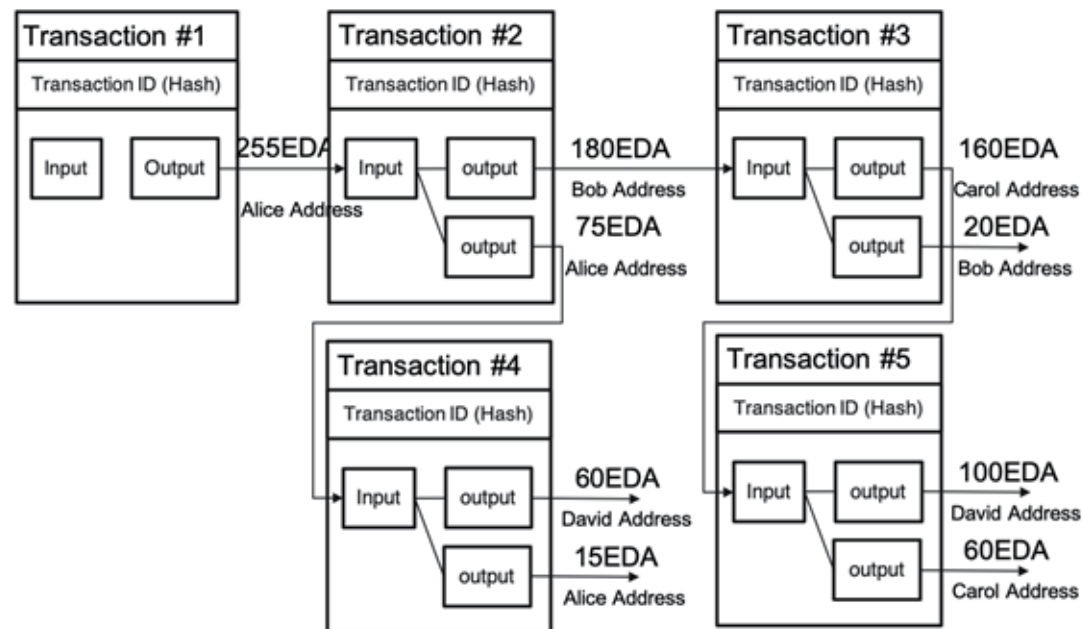 Transaction #1
Transaction ID (Hash)
Input
Output
255EDA
Alice Address
Transaction #2
Transaction ID (Hash)
Input
output
180EDA
Bob Address
output
75EDA
Alice Address
Transaction #3
Transaction ID (Hash)
Input
output
160EDA
Carol Address
output
20EDA
Bob Address
Transaction #4
Transaction ID (Hash)
Input
output
60EDA
David Address
output
15EDA
Alice Address
Transaction #5
Transaction ID (Hash)
Input
output
100EDA
David Address
output
60EDA
Carol Address